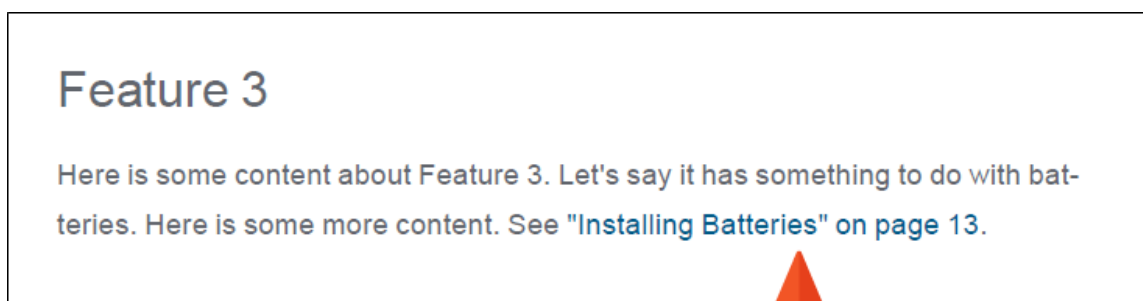 Feature 3
Here is some content about Feature 3. Let's say it has something to do with bat-
teries. Here is some more content. See "Installing Batteries" on page 13.